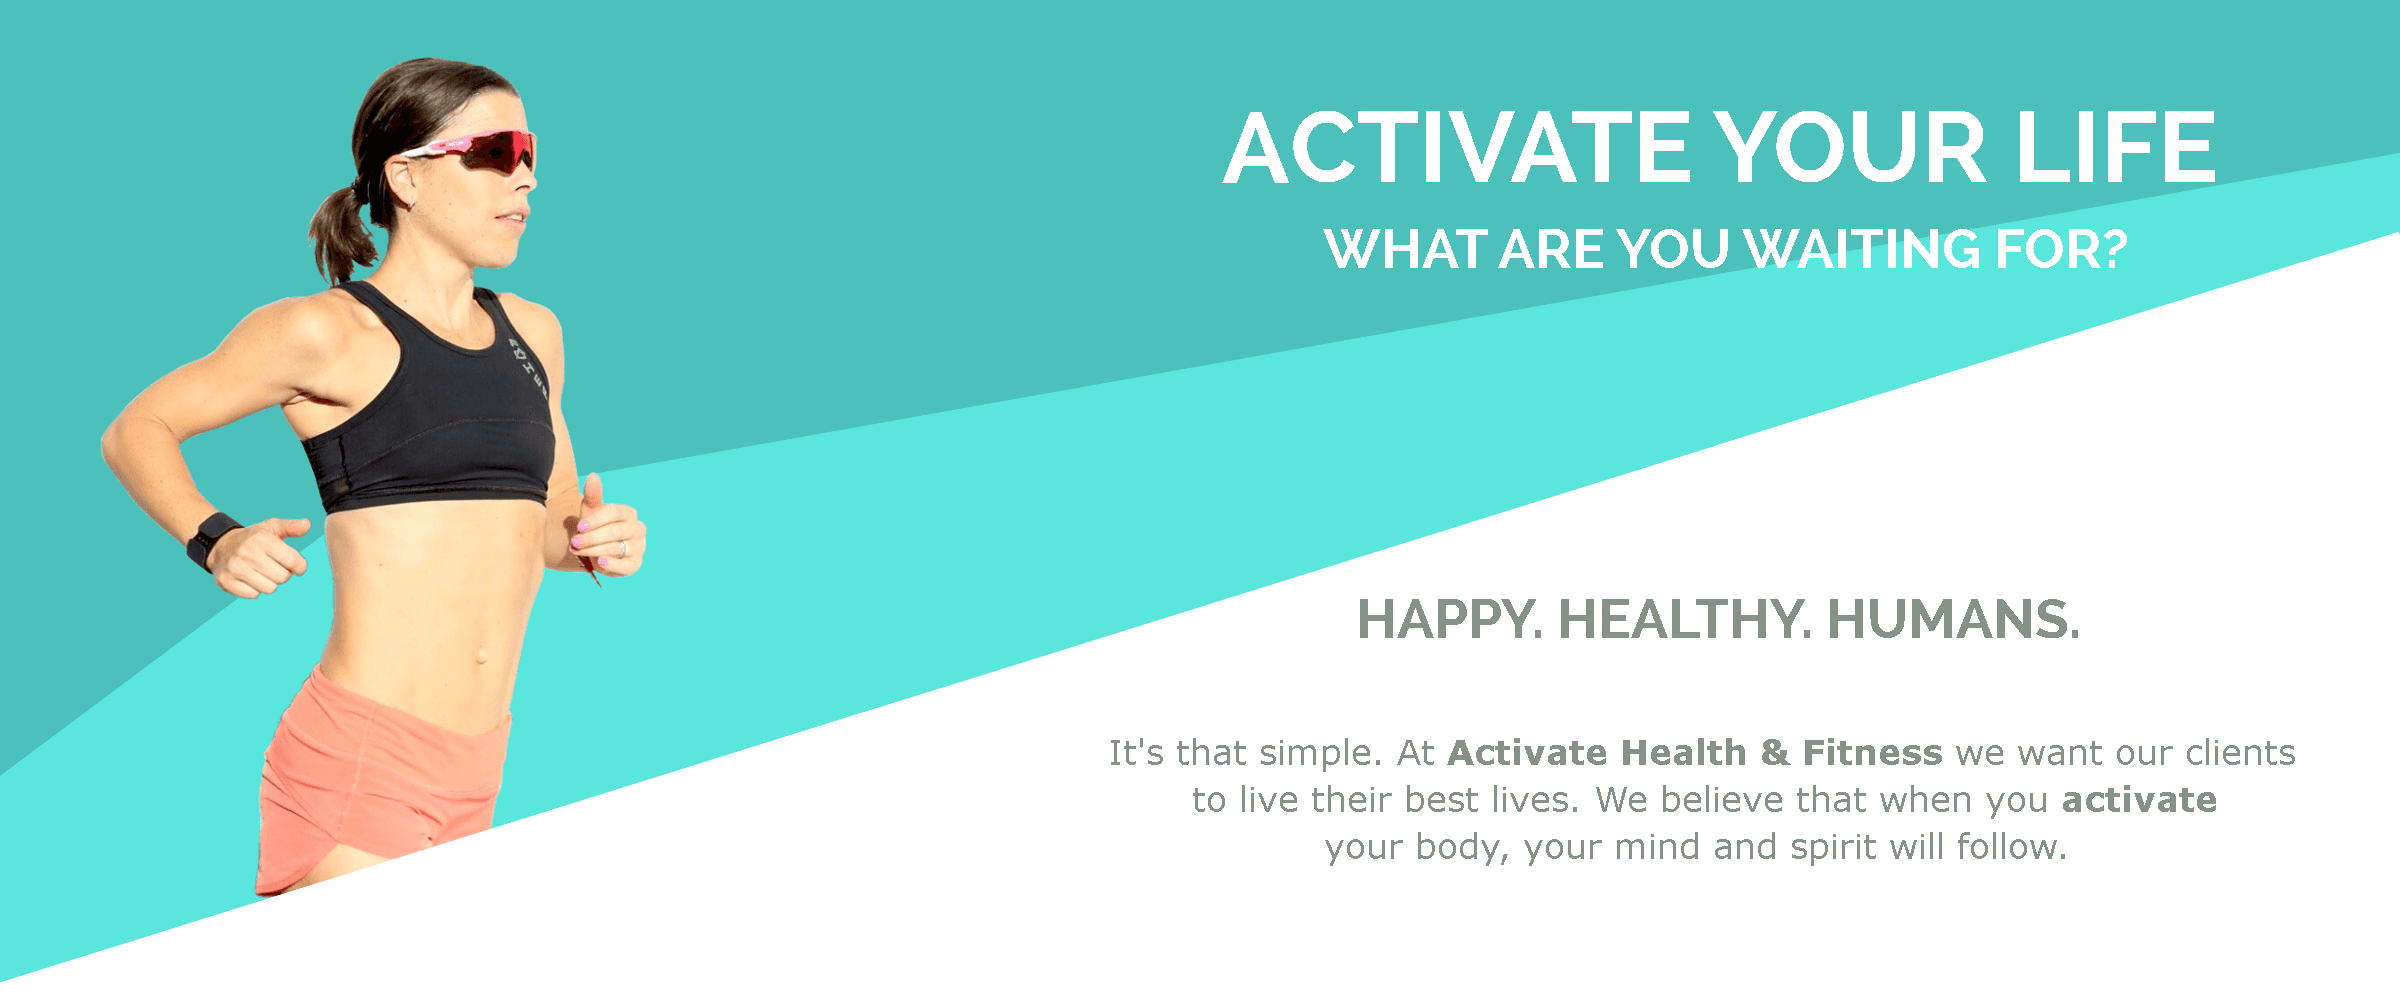 ACTIVATE YOUR LIFE
WHAT ARE YOU WAITING FOR?
HAPPY. HEALTHY. HUMANS.
It's that simple. At Activate Health & Fitness we want our clients
to live their best lives. We believe that when you activate
your body, your mind and spirit will follow.